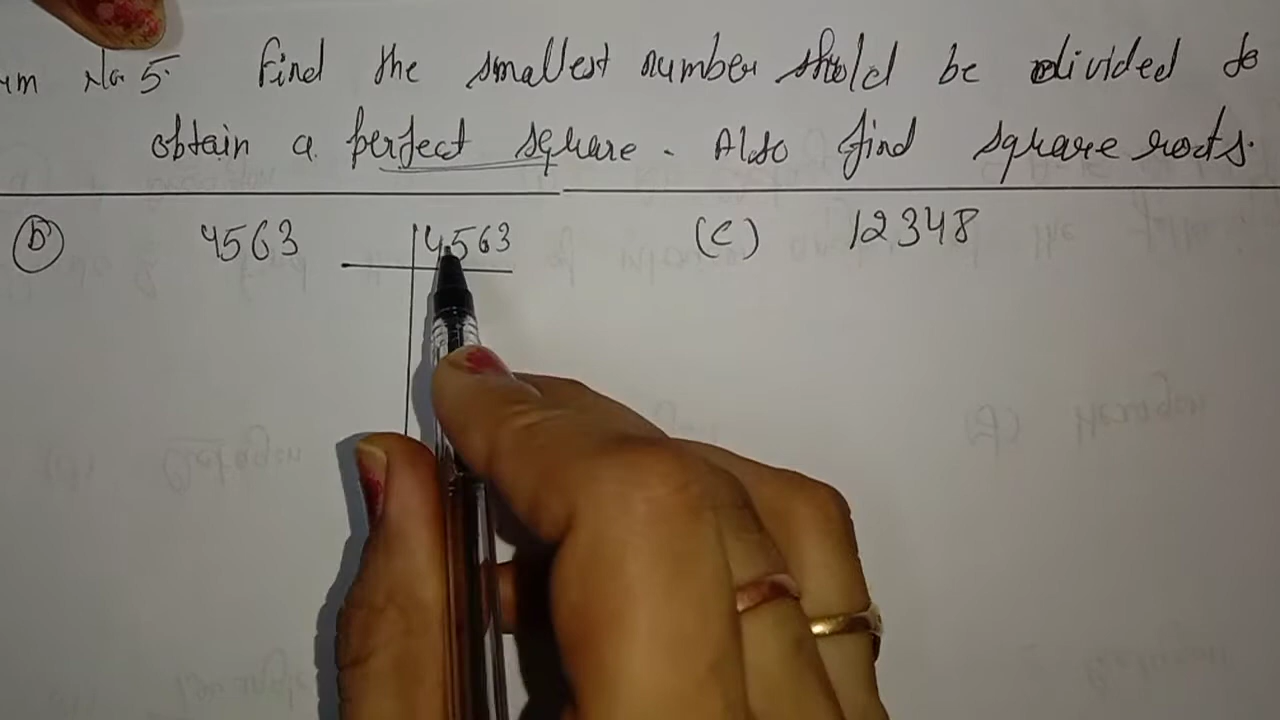 No. 5. Find the smallest number should be divided to
obtain a perfect square. Also find square roots.
(b) 4563 4563 (c) 12348